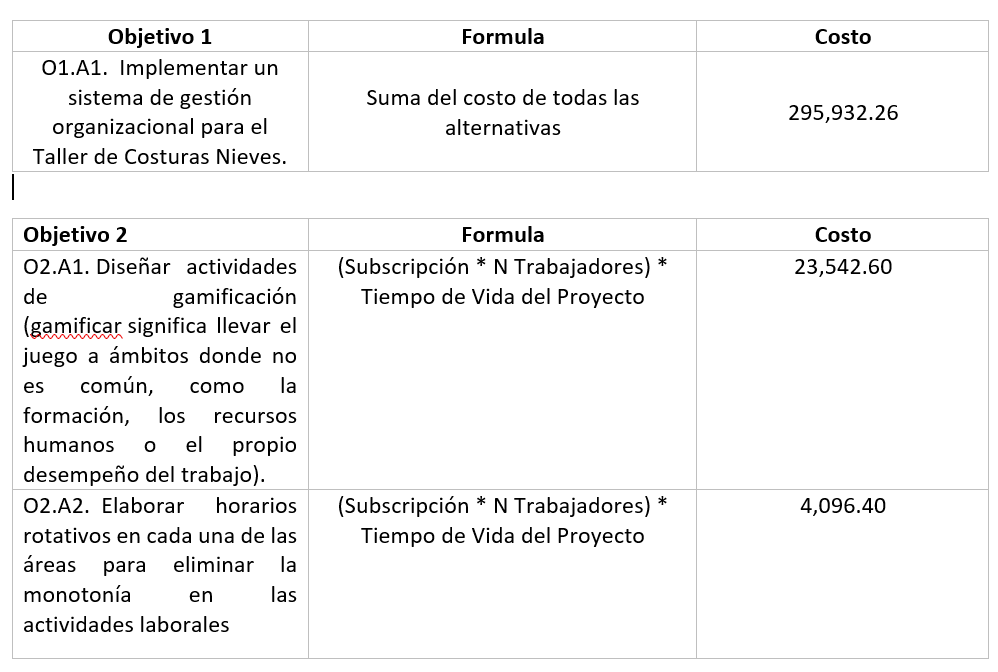 Objetivo 1 Formula Costo
O1.A1. Implementar un
sistema de gestión
organizacional para el
Taller de Costuras Nieves.
Suma del costo de todas las
alternativas
295,932.26
Objetivo 2 Formula Costo
O2.A1. Diseñar actividades
de gamificación
(gamificar significa llevar el
juego a ámbitos donde no
es común, como la
formación, los recursos
humanos o el propio
desempeño del trabajo).
(Subscripción * N Trabajadores) *
Tiempo de Vida del Proyecto
23,542.60
O2.A2. Elaborar horarios
rotativos en cada una de las
áreas para eliminar la
monotonía en las
actividades laborales
(Subscripción * N Trabajadores) *
Tiempo de Vida del Proyecto
4,096.40